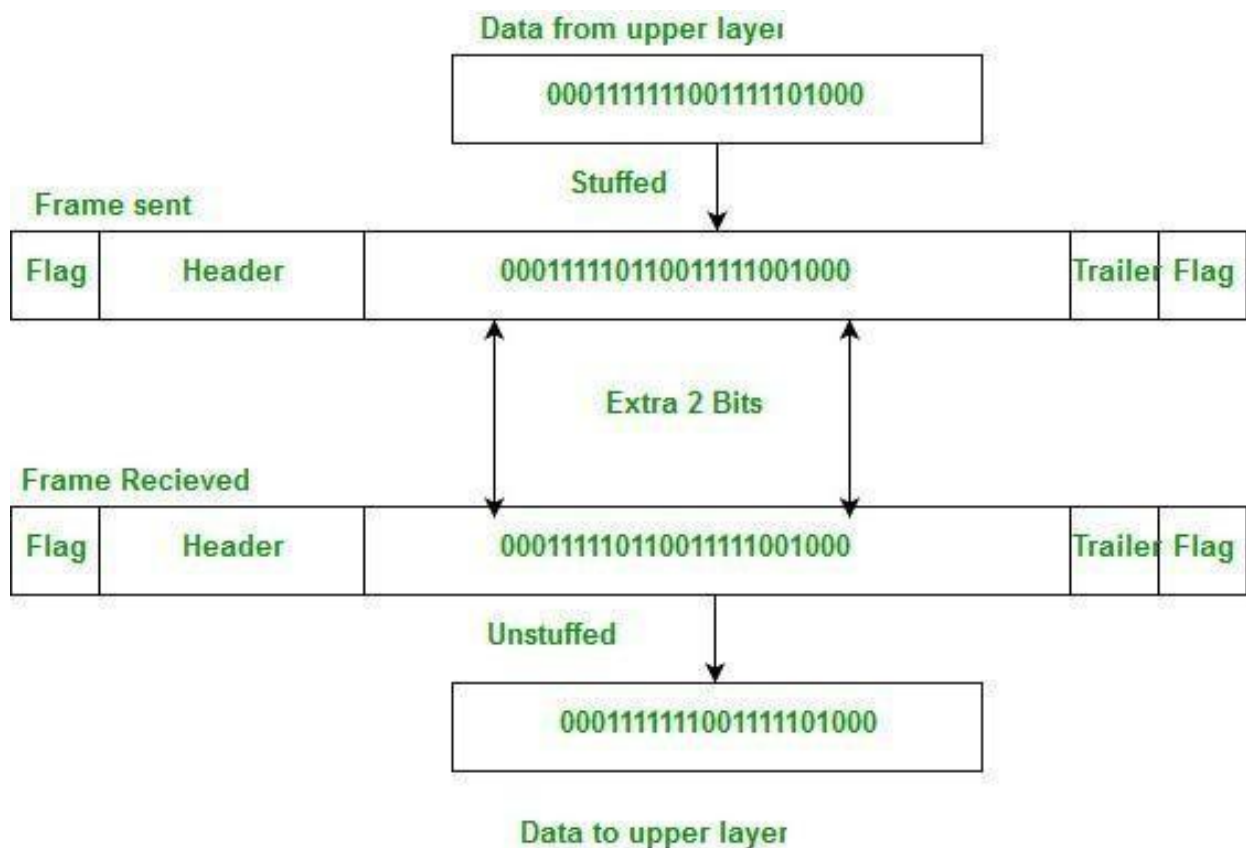 Data from upper layer
0001111111001111101000
Stuffed
Frame sent
Flag Header 000111110110011111001000 Trailer Flag
Extra 2 Bits
Frame Recieved
Flag Header 000111110110011111001000 Trailer Flag
Unstuffed
0001111111001111101000
Data to upper layer